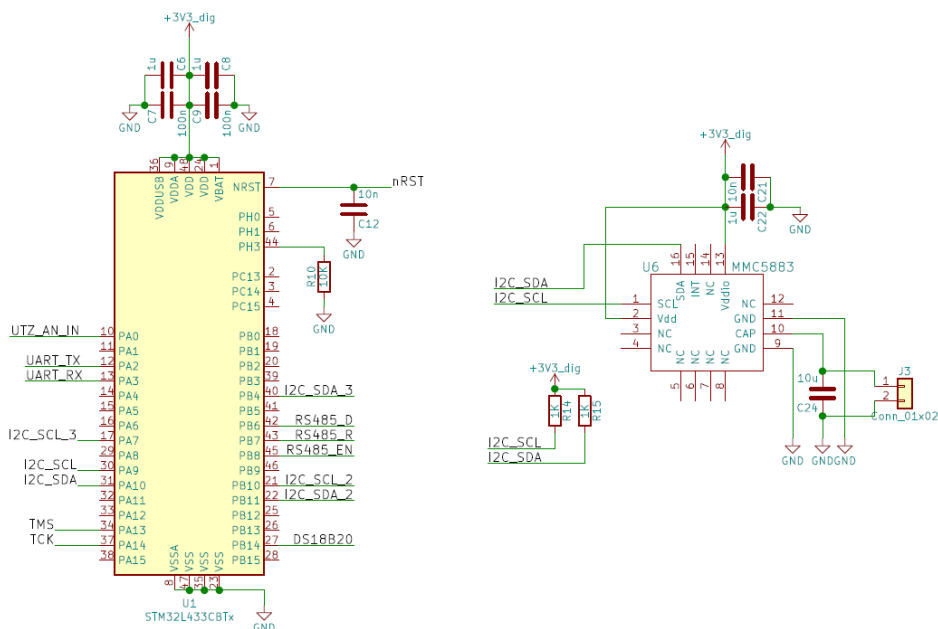 +3V3_dig
1u
C6
1u
C8
C7
100n
C9
100n
GND
GND
36
9
48
24
1
VDDUSB
VDDA
VDD
VDD
VBAT
NRST
7
nRST
10n
C12
GND
PH0
5
PH1
6
PH3
44
R10
10K
GND
PC13
2
PC14
3
PC15
4
UTZ_AN_IN
10
PA0
PB0
18
11
PA1
PB1
19
UART_TX
12
PA2
PB2
20
UART_RX
13
PA3
PB3
39
14
PA4
PB4
40
I2C_SDA_3
15
PA5
PB5
41
16
PA6
PB6
42
RS485_D
I2C_SCL_3
17
PA7
PB7
43
RS485_R
29
PA8
PB8
45
RS485_EN
I2C_SCL
30
PA9
PB9
46
I2C_SDA
31
PA10
PB10
21
I2C_SCL_2
32
PA11
PB11
22
I2C_SDA_2
33
PA12
PB12
25
TMS
34
PA13
PB13
26
TCK
37
PA14
PB14
27
DS18B20
38
PA15
PB15
28
VSSA
VSS
VSS
VSS
8
47
35
23
U1
STM32L433CBTx
GND
+3V3_dig
10n
C21
1u
C22
GND
U6
MMC5883
16
15
14
13
SDA
INT
NC
Vddio
I2C_SDA
I2C_SCL
1
SCL
NC
12
2
Vdd
GND
11
3
NC
CAP
10
4
NC
GND
9
NC
NC
NC
NC
5
6
7
8
10u
C24
J3
1
2
Conn_01x02
GND
GND
GND
+3V3_dig
1K
R14
1K
R15
I2C_SCL
I2C_SDA